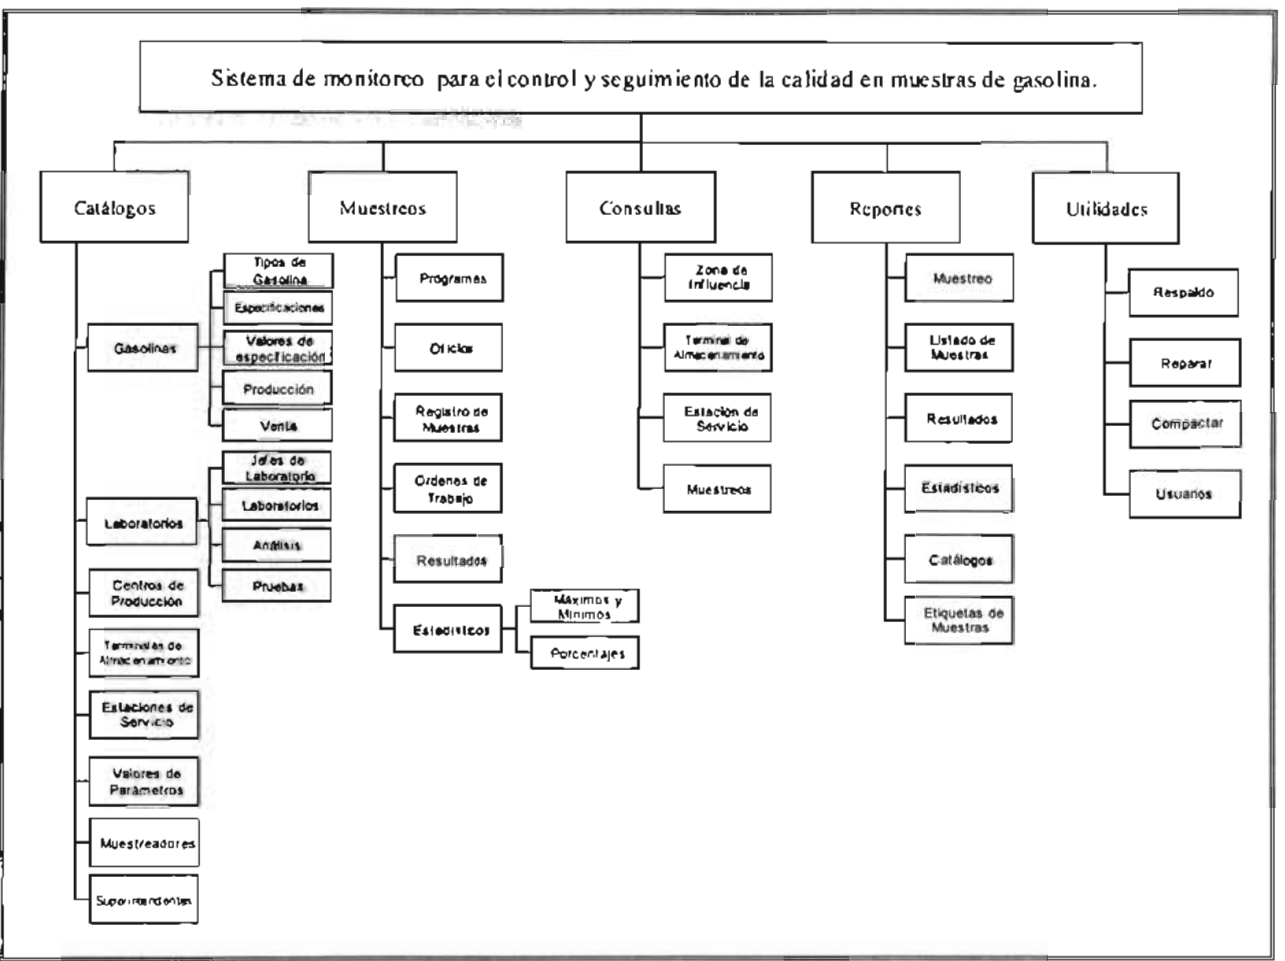 Sistema de monitoreo para el control y seguimiento de la calidad en muestras de gasolina.
Catálogos
Muestreos
Consultas
Reportes
Utilidades
Gasolinas
Tipos de
Gasolina
Especificaciones
Valores de
especificación
Producción
Venta
Laboratorios
Jefes de
Laboratorio
Laboratorios
Análisis
Pruebas
Centros de
Producción
Terminales de
Almacenamiento
Estaciones de
Servicio
Valores de
Parámetros
Muestreadores
Superintendentes
Programas
Oficios
Registro de
Muestras
Ordenes de
Trabajo
Resultados
Estadísticos
Máximos y
Mínimos
Porcentajes
Zona de
Influencia
Terminal de
Almacenamiento
Estación de
Servicio
Muestreos
Muestreo
Listado de
Muestras
Resultados
Estadísticos
Catálogos
Etiquetas de
Muestras
Respaldo
Reparar
Compactar
Usuarios